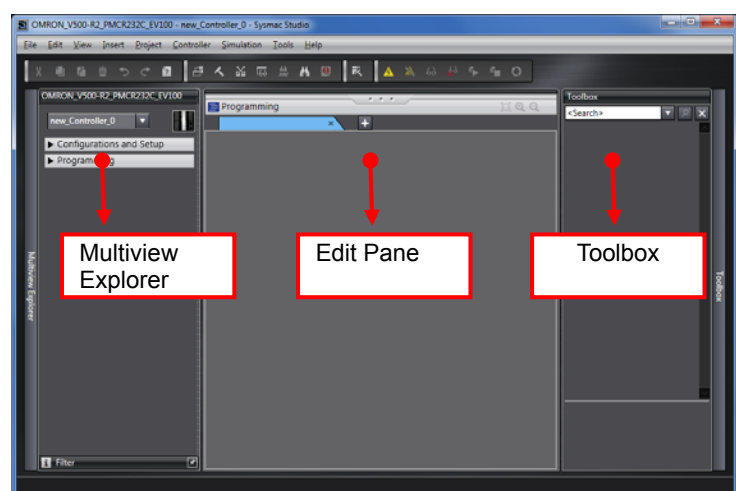 OMRON_V500-R2_PMCR232C_EV100 - new_Controller_0 - Sysmac Studio
File Edit View Insert Project Controller Simulation Tools Help
OMRON_V500-R2_PMCR232C_EV100
new_Controller_0
Configurations and Setup
Programming
Programming
Toolbox
<Search>
Multiview Explorer
Multiview
Explorer
Edit Pane
Toolbox
Toolbox
Filter